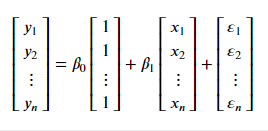 [ y₁ ] = β₀ [ 1 ] + β₁ [ x₁ ] + [ ε₁ ]
[ y₂ ] [ 1 ] [ x₂ ] [ ε₂ ]
[ ⋮ ] [ ⋮ ] [ ⋮ ] [ ⋮ ]
[ yₙ ] [ 1 ] [ xₙ ] [ εₙ ]